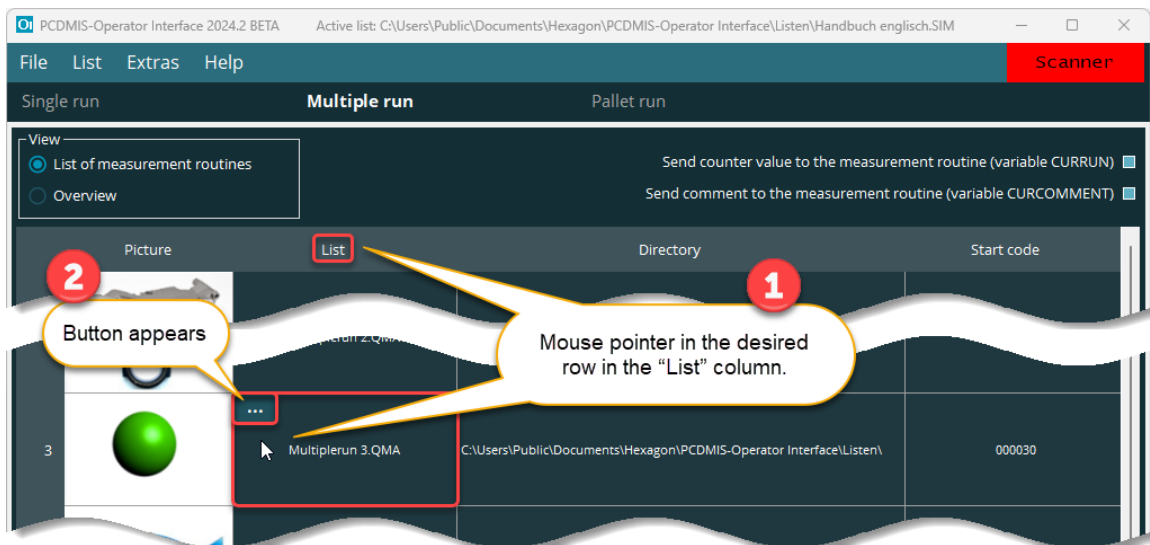 OI PCDMIS-Operator Interface 2024.2 BETA Active list: C:\Users\Public\Documents\Hexagon\PCDMIS-Operator Interface\Listen\Handbuch englisch.SIM
File List Extras Help Scanner
Single run Multiple run Pallet run
View
List of measurement routines
Overview
Send counter value to the measurement routine (variable CURRUN)
Send comment to the measurement routine (variable CURCOMMENT)
Picture List Directory Start code
2
Button appears
1
Mouse pointer in the desired
row in the “List” column.
...
3 Multiplerun 3.QMA C:\Users\Public\Documents\Hexagon\PCDMIS-Operator Interface\Listen\ 000030